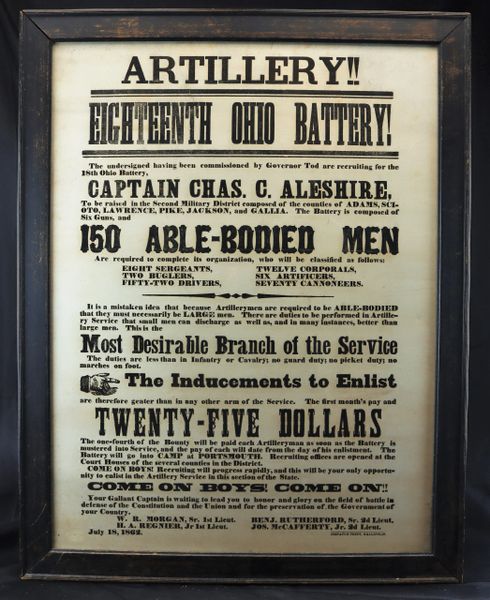 ARTILLERY!!
EIGHTEENTH OHIO BATTERY!
The undersigned having been commissioned by Governor Tod are recruiting for the
18th Ohio Battery,
CAPTAIN CHAS. C. ALESHIRE,
To be raised in the Second Military District composed of the counties of ADAMS, SCI-
OTO, LAWRENCE, PIKE, JACKSON, and GALLIA. The Battery is composed of
Six Guns, and
150 ABLE-BODIED MEN
Are required to complete its organization, who will be classified as follows:
EIGHT SERGEANTS, TWELVE CORPORALS,
TWO BUGLERS, SIX ARTIFICERS,
FIFTY-TWO DRIVERS, SEVENTY CANNONEERS.
It is a mistaken idea that because Artillerymen are required to be ABLE-BODIED
that they must necessarily be LARGE men. There are duties to be performed in Artille-
ry Service that small men can discharge as well as, and in many instances, better than
large men. This is the
Most Desirable Branch of the Service
The duties are less than in Infantry or Cavalry; no guard duty; no picket duty; no
marches on foot.
The Inducements to Enlist
are therefore geater than in any other arm of the Service. The first month's pay and
TWENTY-FIVE DOLLARS
The one-fourth of the Bounty will be paid each Artilleryman as soon as the Battery is
mustered into Service, and the pay of each will date from the day of his enlistment. The
Battery will go into CAMP at PORTSMOUTH. Recruiting offices are opened at the
Court Houses of the several counties in the District.
COME ON BOYS! Recruiting will progress rapidly, and this will be your only opportu-
nity to enlist in the Artillery Service in this section of the State.
COME ON BOYS! COME ON!!
Your Gallant Captain is waiting to lead you to honor and glory on the field of battle in
defense of the Constitution and the Union and for the preservation of the Government of
your Country.
W. R. MORGAN, Sr. 1st Lieut. BENJ. RUTHERFORD, Sr. 2d Lieut.
H. A. REGNIER, Jr 1st Lieut. JOS. McCAFFERTY, Jr. 2d Lieut.
July 18, 1862.